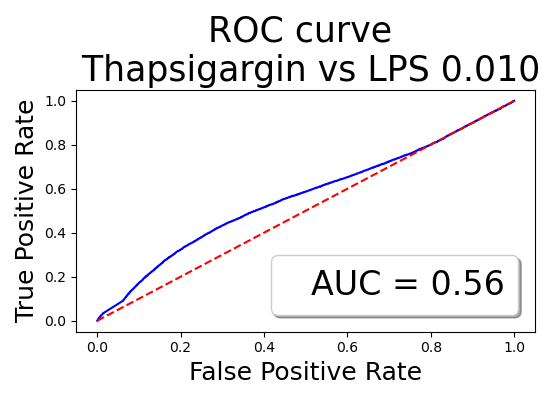 ROC curve
Thapsigargin vs LPS 0.010
True Positive Rate
1.0
0.8
0.6
0.4
0.2
0.0
AUC = 0.56
0.0 0.2 0.4 0.6 0.8 1.0
False Positive Rate